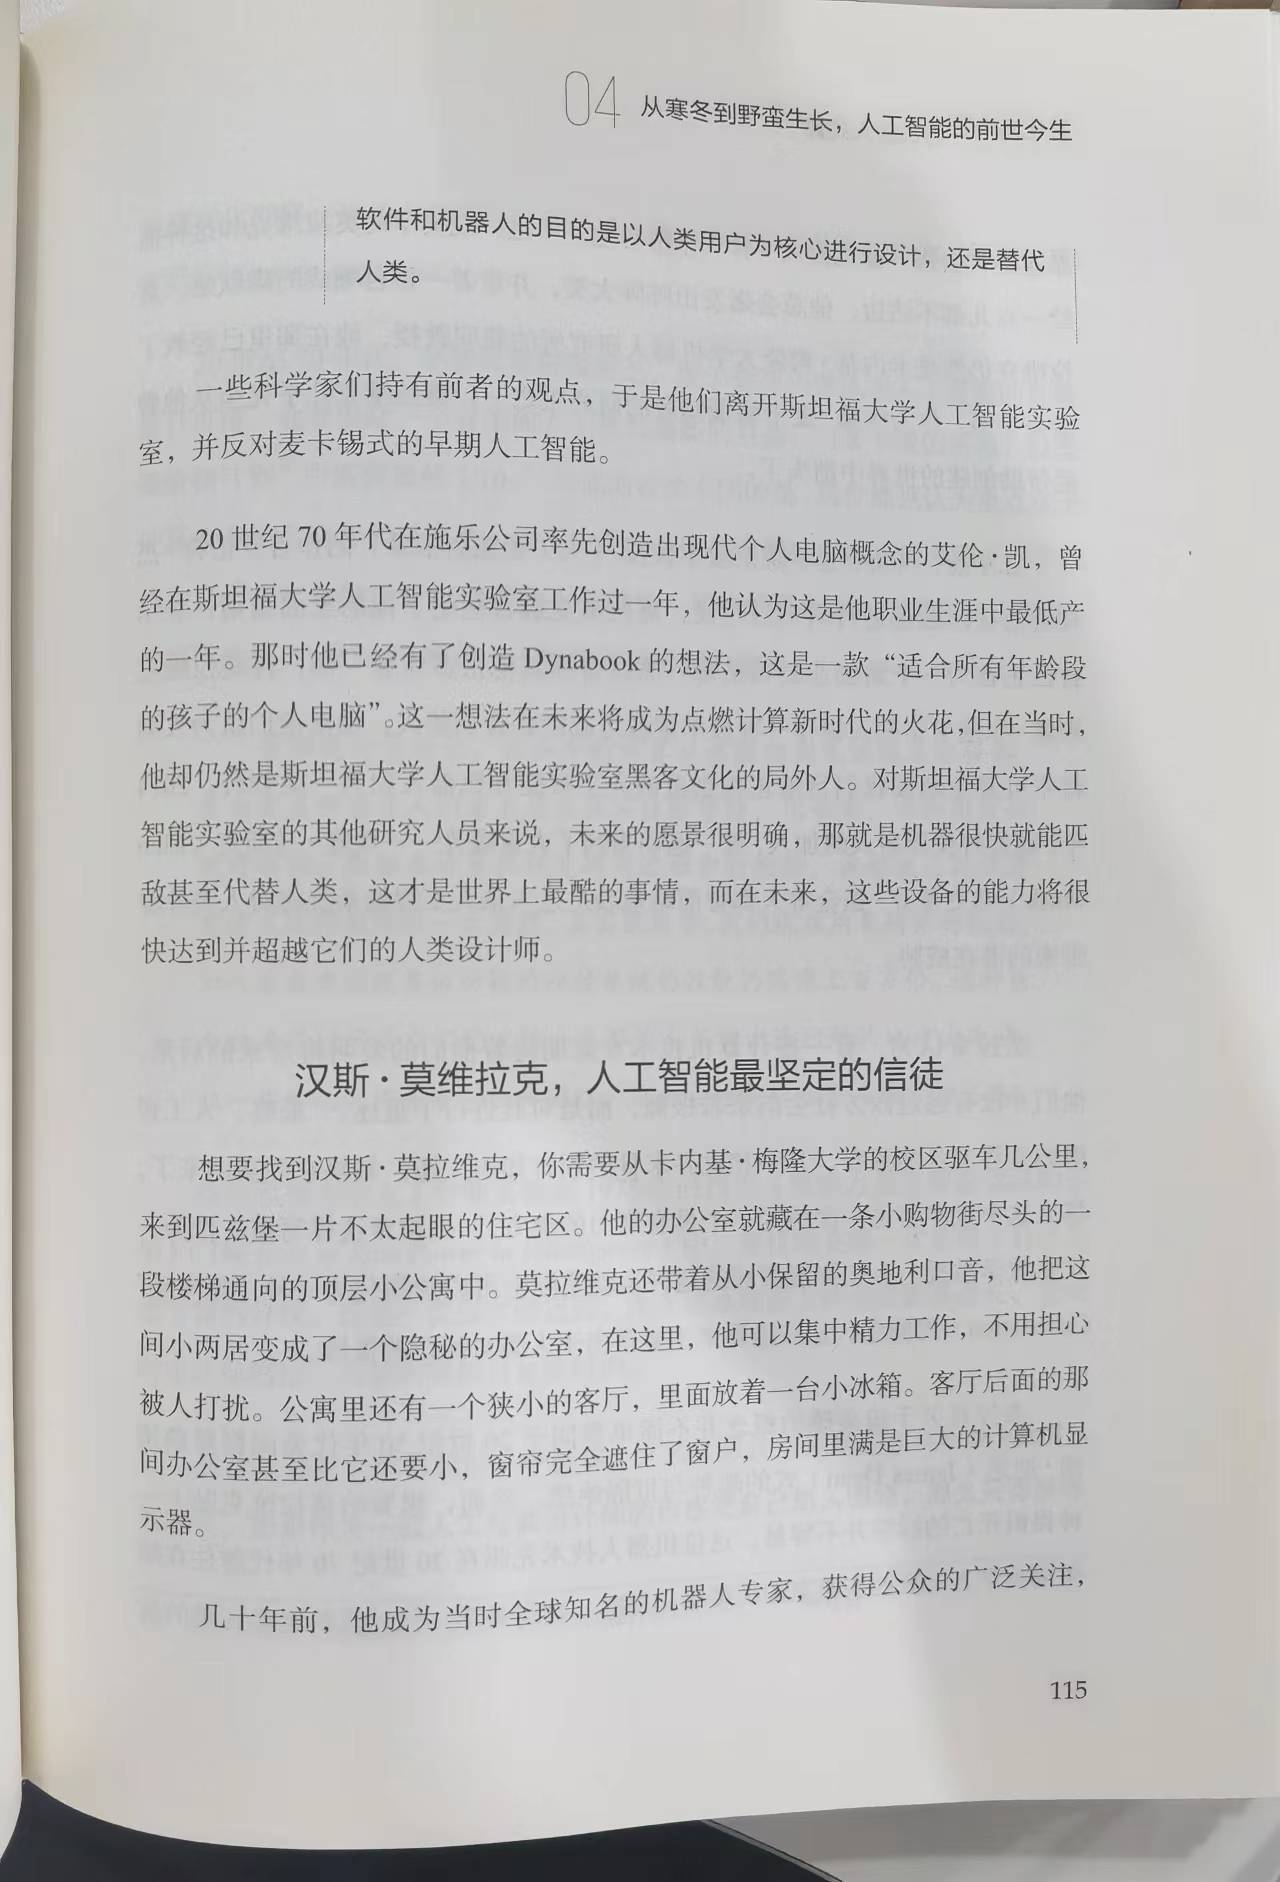 04 从寒冬到野蛮生长，人工智能的前世今生
软件和机器人的目的是以人类用户为核心进行设计，还是替代
人类。
一些科学家们持有前者的观点，于是他们离开斯坦福大学人工智能实验
室，并反对麦卡锡式的早期人工智能。
20 世纪 70 年代在施乐公司率先创造出现代个人电脑概念的艾伦·凯，曾
经在斯坦福大学人工智能实验室工作过一年，他认为这是他职业生涯中最低产
的一年。那时他已经有了创造 Dynabook 的想法，这是一款“适合所有年龄段
的孩子的个人电脑”。这一想法在未来将成为点燃计算新时代的火花，但在当时，
他却仍然是斯坦福大学人工智能实验室黑客文化的局外人。对斯坦福大学人工
智能实验室的其他研究人员来说，未来的愿景很明确，那就是机器很快就能匹
敌甚至代替人类，这才是世界上最酷的事情，而在未来，这些设备的能力将很
快达到并超越它们的人类设计师。
汉斯·莫维拉克，人工智能最坚定的信徒
想要找到汉斯·莫拉维克，你需要从卡内基·梅隆大学的校区驱车几公里，
来到匹兹堡一片不太起眼的住宅区。他的办公室就藏在一条小购物街尽头的一
段楼梯通向的顶层小公寓中。莫拉维克还带着从小保留的奥地利口音，他把这
间小两居变成了一个隐秘的办公室，在这里，他可以集中精力工作，不用担心
被人打扰。公寓里还有一个狭小的客厅，里面放着一台小冰箱。客厅后面的那
间办公室甚至比它还要小，窗帘完全遮住了窗户，房间里满是巨大的计算机显
示器。
几十年前，他成为当时全球知名的机器人专家，获得公众的广泛关注，
115